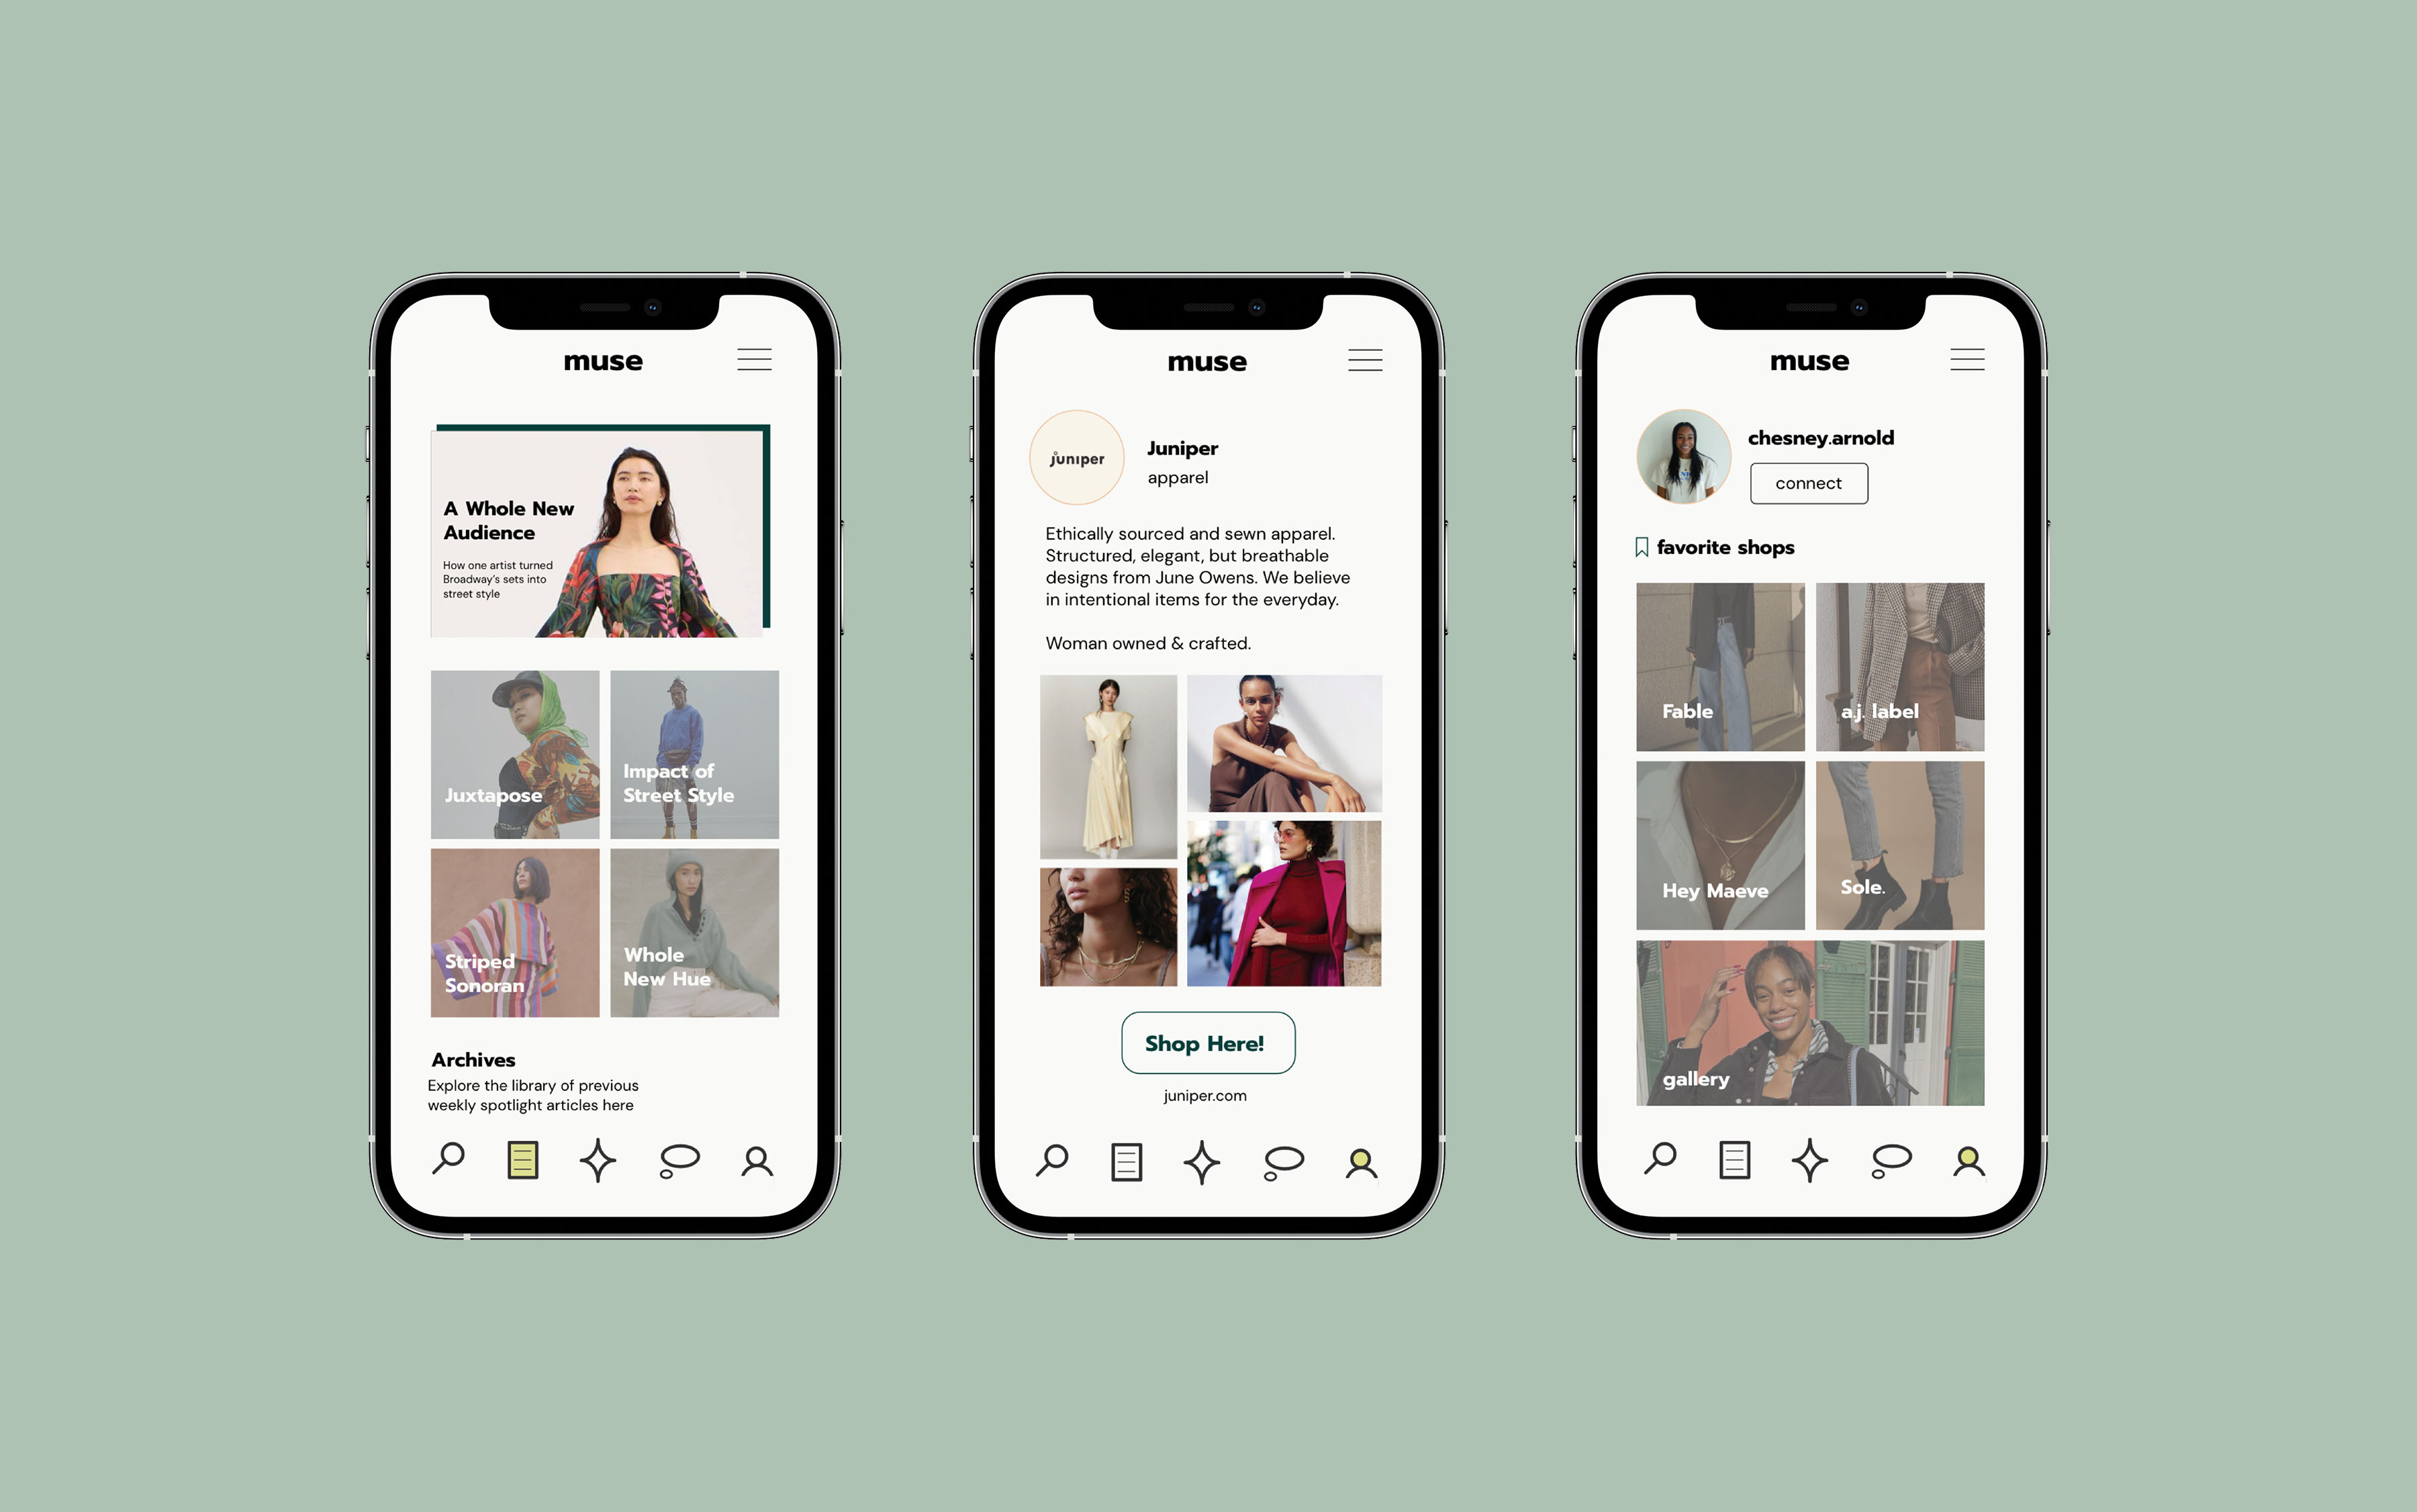 muse
A Whole New
Audience
How one artist turned
Broadway's sets into
street style
Juxtapose
Impact of
Street Style
Striped
Sonoran
Whole
New Hue
Archives
Explore the library of previous
weekly spotlight articles here
muse
juniper
Juniper
apparel
Ethically sourced and sewn apparel.
Structured, elegant, but breathable
designs from June Owens. We believe
in intentional items for the everyday.
Woman owned & crafted.
Shop Here!
juniper.com
muse
chesney.arnold
connect
favorite shops
Fable
a.j. label
Hey Maeve
Sole.
gallery